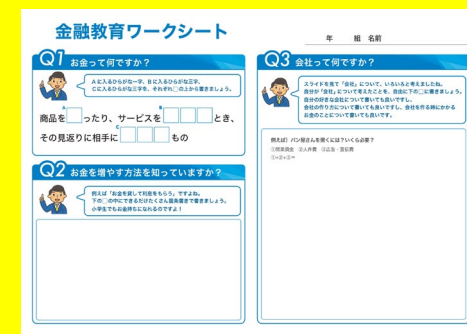 金融教育ワークシート
年 組 名前
Q1 お金って何ですか？
Aに入るひらがな一字、Bに入るひらがな三字、
Cに入るひらがな三字を、それぞれ□の上から書きましょう。
A B
商品を□ったり、サービスを□□□とき、
C
その見返りに相手に□□□もの
Q2 お金を増やす方法を知っていますか？
例えば「お金を貸して利息をもらう」ですよね。
下の□の中にできるだけたくさん箇条書きで書きましょう。
小学生でもお金持ちになれるのですよ！
Q3 会社って何ですか？
スライドを見て「会社」について、いろいろと考えましたね。
自分が「会社」について考えたことを、自由に下の□に書きましょう。
自分の好きな会社について書いても良いですし、
会社の作り方について書いても良いですし、会社を作る時にかかる
お金のことについて書いても良いです。
例えば）パン屋さんを開くには？いくら必要？
①開業資金 ②人件費 ③広告・宣伝費
①+②+③=